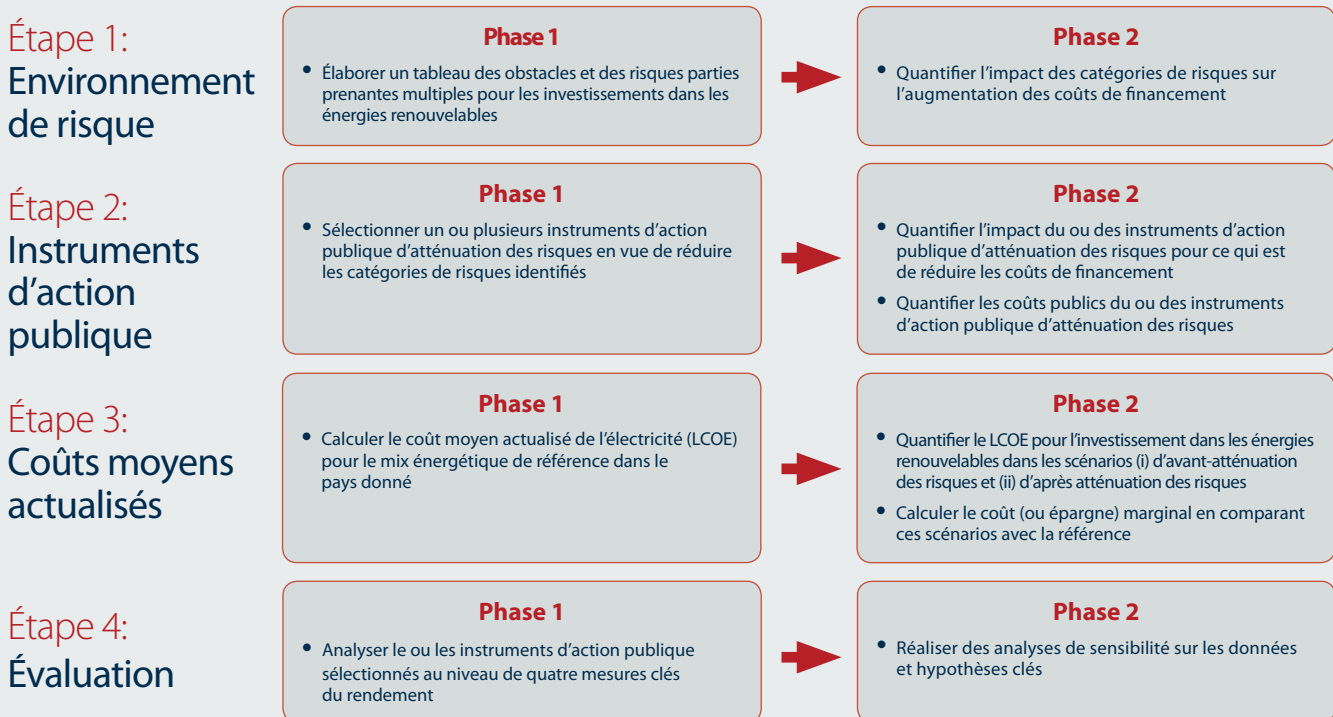 Étape 1:
Environnement
de risque
Phase 1
• Élaborer un tableau des obstacles et des risques parties
prenantes multiples pour les investissements dans les
énergies renouvelables
Phase 2
• Quantifier l'impact des catégories de risques sur
l'augmentation des coûts de financement
Étape 2:
Instruments
d'action
publique
Phase 1
• Sélectionner un ou plusieurs instruments d'action
publique d'atténuation des risques en vue de réduire
les catégories de risques identifiés
Phase 2
• Quantifier l'impact du ou des instruments d'action
publique d'atténuation des risques pour ce qui est
de réduire les coûts de financement
• Quantifier les coûts publics du ou des instruments
d'action publique d'atténuation des risques
Étape 3:
Coûts moyens
actualisés
Phase 1
• Calculer le coût moyen actualisé de l'électricité (LCOE)
pour le mix énergétique de référence dans le
pays donné
Phase 2
• Quantifier le LCOE pour l'investissement dans les énergies
renouvelables dans les scénarios (i) d'avant-atténuation
des risques et (ii) d'après atténuation des risques
• Calculer le coût (ou épargne) marginal en comparant
ces scénarios avec la référence
Étape 4:
Évaluation
Phase 1
• Analyser le ou les instruments d'action publique
sélectionnés au niveau de quatre mesures clés
du rendement
Phase 2
• Réaliser des analyses de sensibilité sur les données
et hypothèses clés